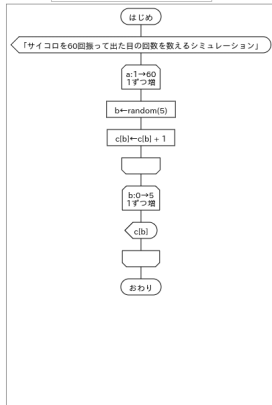 はじめ
「サイコロを60回振って出た目の回数を数えるシミュレーション」
a:1→60
1ずつ増
b←random(5)
c[b]←c[b] + 1
b:0→5
1ずつ増
c[b]
おわり